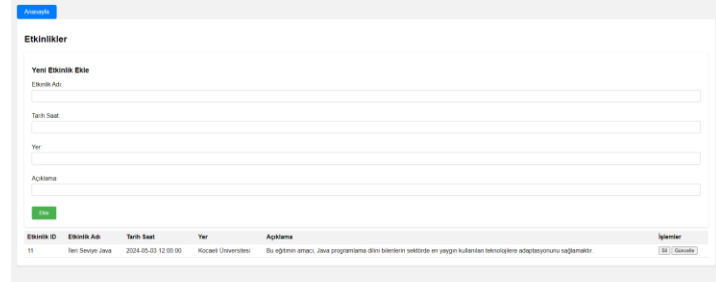 Anasayfa
Etkinlikler
Yeni Etkinlik Ekle
Etkinlik Adı:
Tarih Saat:
Yer:
Açıklama:
Ekle
Etkinlik ID Etkinlik Adı Tarih Saat Yer Açıklama İşlemler
11 İleri Seviye Java 2024-05-03 12:00:00 Kocaeli Üniversitesi Bu eğitimin amacı, Java programlama dilini bilenlerin sektörde en yaygın kullanılan teknolojilere adaptasyonunu sağlamaktır. Sil Güncelle